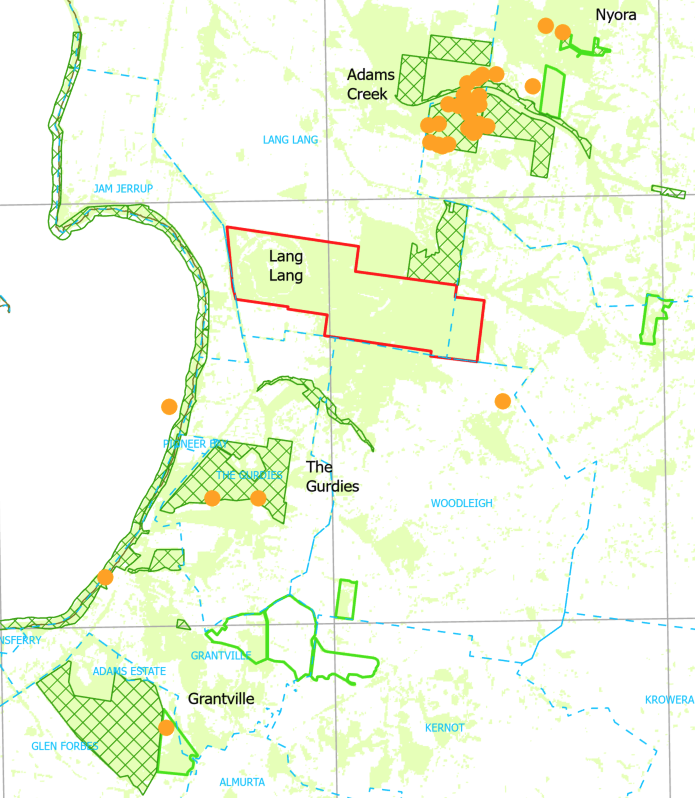 Nyora
Adams
Creek
LANG LANG
JAM JERRUP
Lang
Lang
PIONEER BAY
THE GURDIES
The
Gurdies
WOODLEIGH
NSFERRY
GRANTVILLE
ADAMS ESTATE
Grantville
KROWERA
KERNOT
GLEN FORBES
ALMURTA